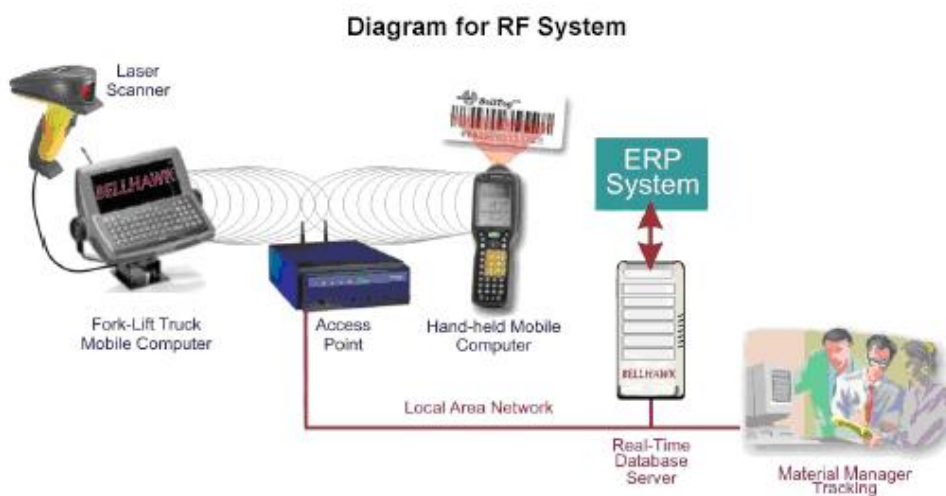 Diagram for RF System
Laser
Scanner
BELLHAWK
Fork-Lift Truck
Mobile Computer
Access
Point
Hand-held Mobile
Computer
ERP
System
BELLHAWK
Local Area Network
Real-Time
Database
Server
Material Manager
Tracking